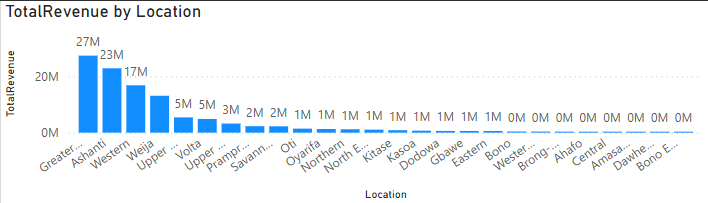 TotalRevenue by Location
TotalRevenue
20M
0M
27M
23M
17M
5M
5M
3M
2M
2M
1M
1M
1M
1M
1M
1M
1M
1M
1M
0M
0M
0M
0M
0M
0M
0M
0M
Greater...
Ashanti
Western
Weija
Upper ...
Volta
Upper ...
Prampr...
Savann...
Oti
Oyarifa
Northern
North E...
Kitase
Kasoa
Dodowa
Gbawe
Eastern
Bono
Wester...
Brong-...
Ahafo
Central
Amasa...
Dawhe...
Bono E...
Location